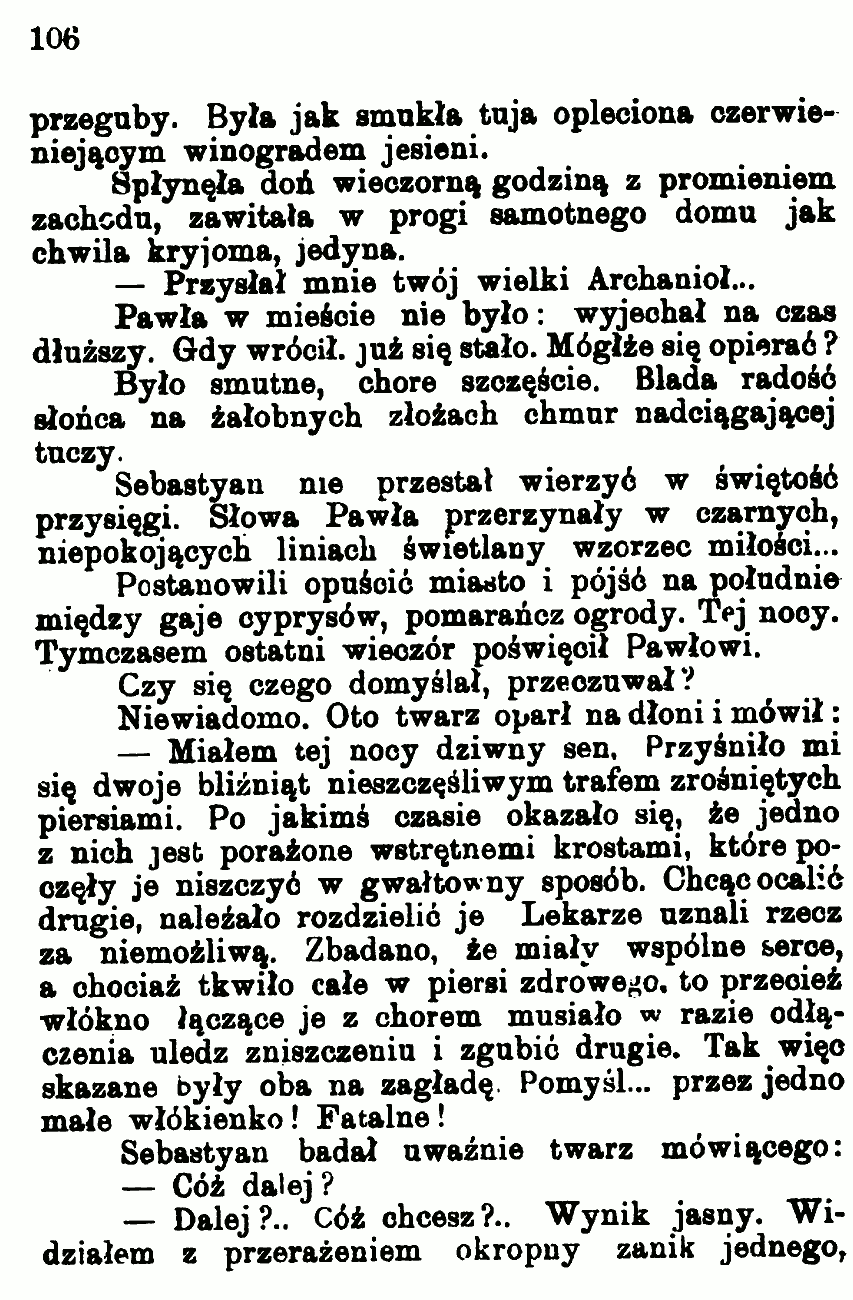 106
przeguby. Była jak smukła tuja opleciona czerwie-
niejącym winogradem jesieni.
Spłynęła doń wieczorną godziną z promieniem
zachodu, zawitała w progi samotnego domu jak
chwila kryjoma, jedyna.
— Przysłał mnie twój wielki Archanioł...
Pawła w mieście nie było: wyjechał na czas
dłuższy. Gdy wrócił. już się stało. Mógłże się opierać?
Było smutne, chore szczęście. Blada radość
słońca na żałobnych złożach chmur nadciągającej
tuczy.
Sebastyan nie przestał wierzyć w świętość
przysięgi. Słowa Pawła przerzynały w czarnych,
niepokojących liniach świetlany wzorzec miłości...
Postanowili opuścić miasto i pójść na południe
między gaje cyprysów, pomarańcz ogrody. Tej nocy.
Tymczasem ostatni wieczór poświęcił Pawłowi.
Czy się czego domyślał, przeczuwał?
Niewiadomo. Oto twarz oparł na dłoni i mówił:
— Miałem tej nocy dziwny sen. Przyśniło mi
się dwoje bliźniąt nieszczęśliwym trafem zrośniętych
piersiami. Po jakimś czasie okazało się, że jedno
z nich jest porażone wstrętnemi krostami, które po-
częły je niszczyć w gwałtowny sposób. Chcąc ocalić
drugie, należało rozdzielić je Lekarze uznali rzecz
za niemożliwą. Zbadano, że miały wspólne serce,
a chociaż tkwiło całe w piersi zdrowego. to przecież
włókno łączące je z chorem musiało w razie odłą-
czenia uledz zniszczeniu i zgubić drugie. Tak więc
skazane były oba na zagładę. Pomyśl... przez jedno
małe włókienko! Fatalne!
Sebastyan badał uważnie twarz mówiącego:
— Cóż dalej?
— Dalej?.. Cóż chcesz?.. Wynik jasny. Wi-
działem z przerażeniem okropny zanik jednego,